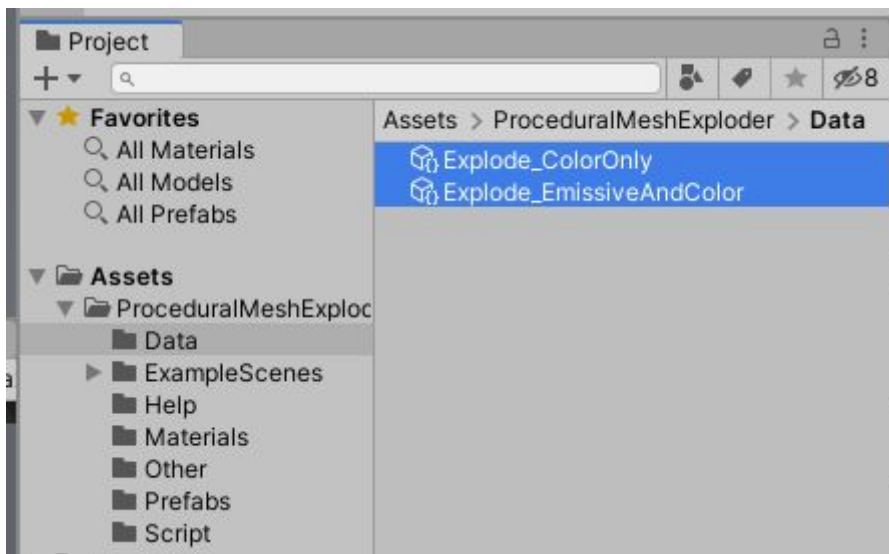 Project
8
Favorites
All Materials
All Models
All Prefabs
Assets
ProceduralMeshExploc
Data
ExampleScenes
Help
Materials
Other
Prefabs
Script
Assets > ProceduralMeshExploder > Data
Explode_ColorOnly
Explode_EmissiveAndColor